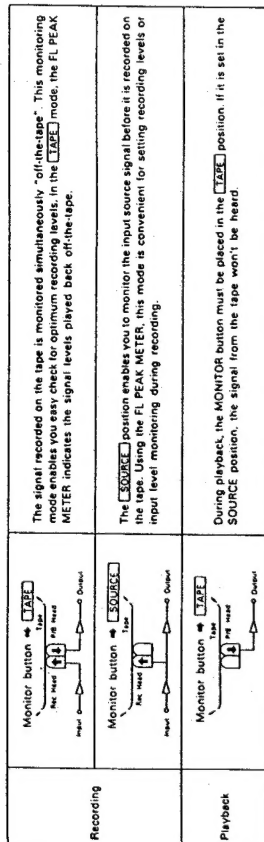 Recording
Monitor button ➡ TAPE
Tape
Rec Head
P/B Head
Input
Output
The signal recorded on the tape is monitored simultaneously "off-the-tape". This monitoring
mode enables you easy check for optimum recording levels. In the TAPE mode, the FL PEAK
METER indicates the signal levels played back off-the-tape.
Monitor button ➡ SOURCE
Tape
Rec Head
Input
Output
The SOURCE position enables you to monitor the input source signal before it is recorded on
the tape. Using the FL PEAK METER, this mode is convenient for setting recording levels or
input level monitoring during recording.
Playback
Monitor button ➡ TAPE
Tape
P/B Head
Output
During playback, the MONITOR button must be placed in the TAPE position. If it is set in the
SOURCE position, the signal from the tape won't be heard.